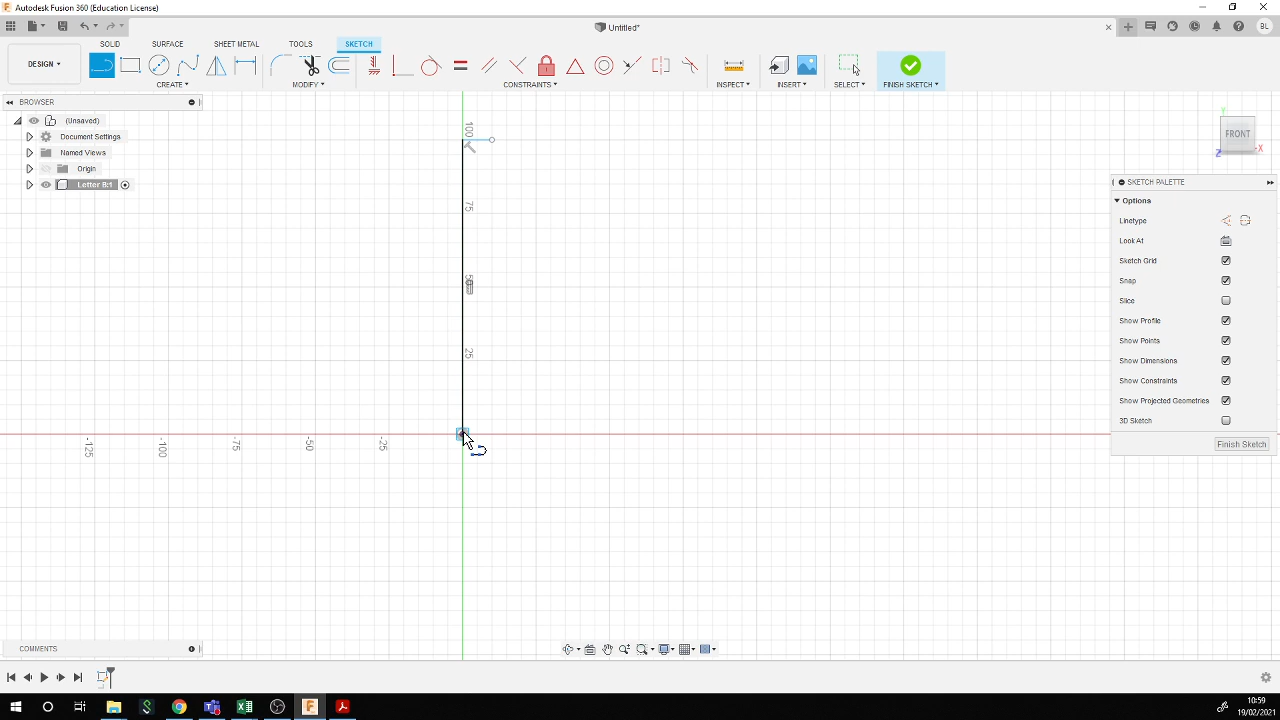 Autodesk Fusion 360 (Education License)
Untitled*
BL
SOLID SURFACE SHEET METAL TOOLS SKETCH
DESIGN
CREATE MODIFY CONSTRAINTS INSPECT INSERT SELECT FINISH SKETCH
BROWSER
(Unsaved)
Document Settings
Named Views
Origin
Letter B:1
100
75
50
25
-125 -100 -75 -50 -25
FRONT
Y
Z
-X
SKETCH PALETTE
Options
Linetype
Look At
Sketch Grid
Snap
Slice
Show Profile
Show Points
Show Dimensions
Show Constraints
Show Projected Geometries
3D Sketch
Finish Sketch
COMMENTS
10:59
19/02/2021